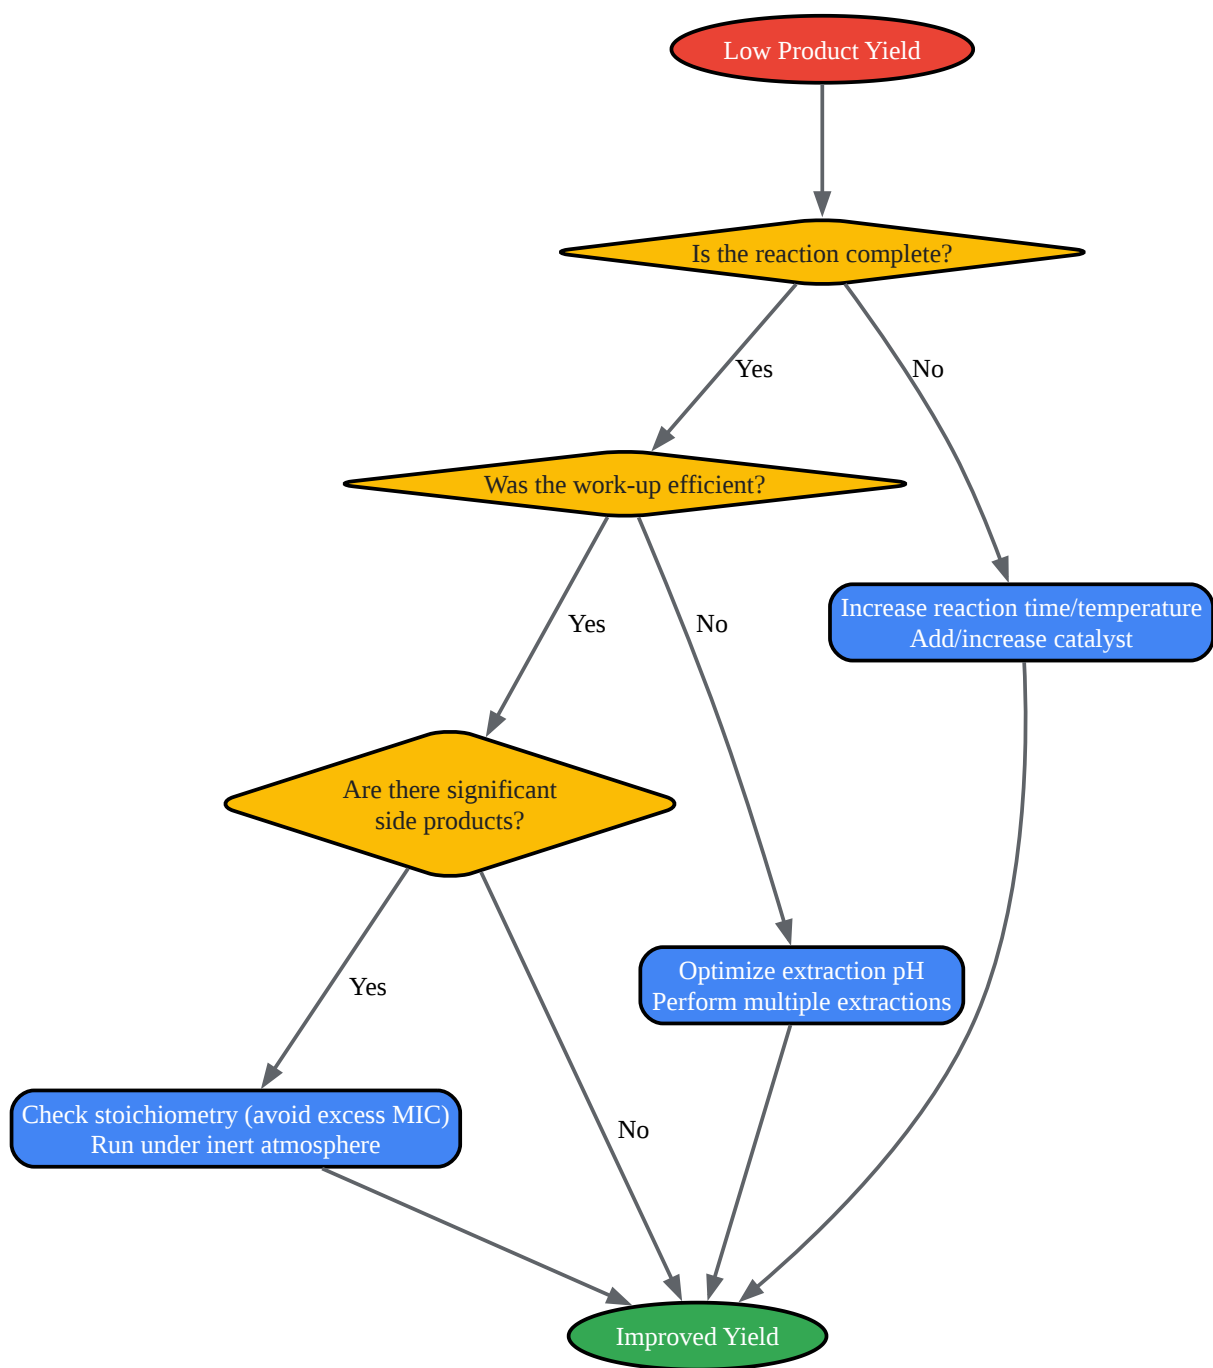 Low Product Yield
Is the reaction complete?
Yes
No
Was the work-up efficient?
Increase reaction time/temperature
Add/increase catalyst
Yes
No
Are there significant
side products?
Optimize extraction pH
Perform multiple extractions
Yes
Check stoichiometry (avoid excess MIC)
Run under inert atmosphere
No
Improved Yield